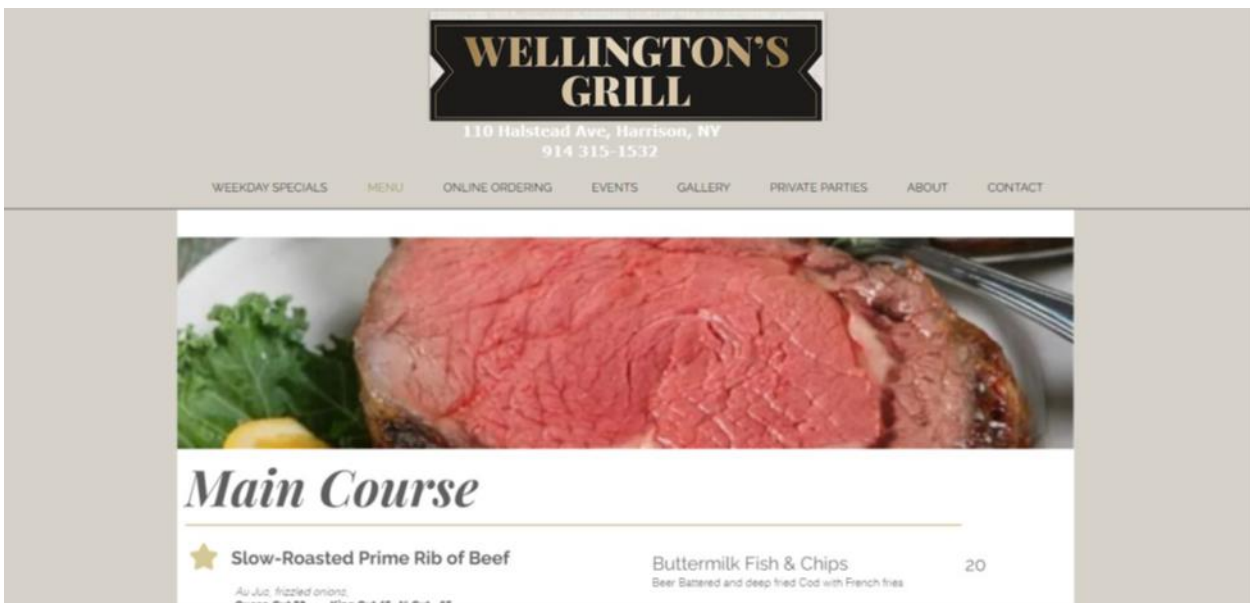 WELLINGTON'S
GRILL
110 Halstead Ave, Harrison, NY
914 315-1532
WEEKDAY SPECIALS MENU ONLINE ORDERING EVENTS GALLERY PRIVATE PARTIES ABOUT CONTACT
Main Course
Slow-Roasted Prime Rib of Beef
Au Jus, frizzled onions,
Buttermilk Fish & Chips 20
Beer Battered and deep fried Cod with French fries